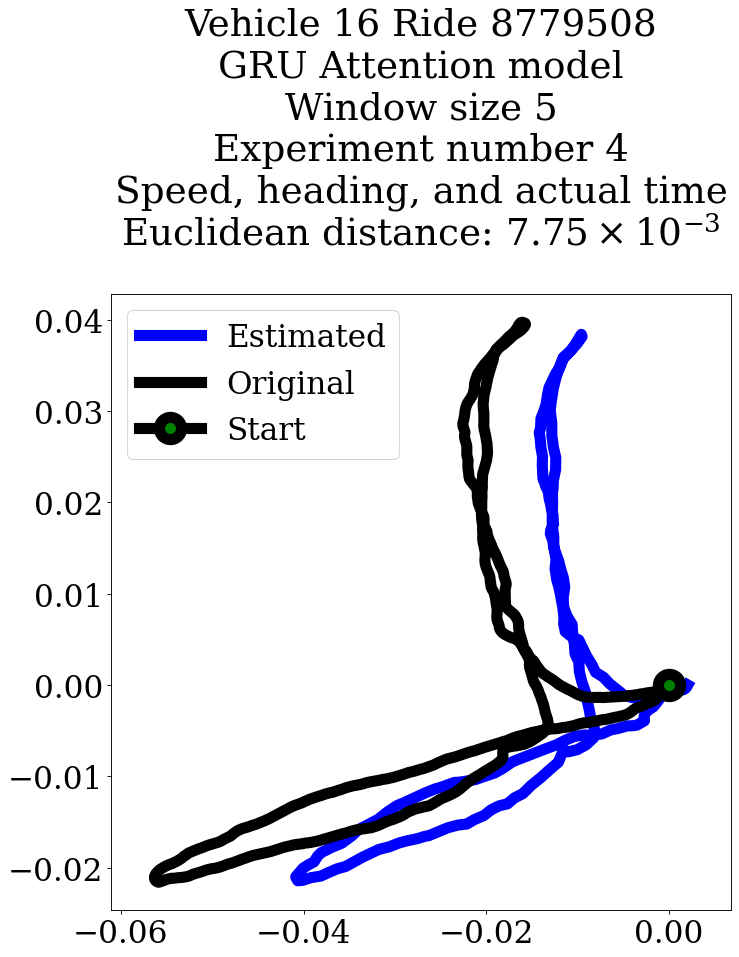 Vehicle 16 Ride 8779508
GRU Attention model
Window size 5
Experiment number 4
Speed, heading, and actual time
Euclidean distance: 7.75 × 10⁻³
Estimated
Original
Start
0.04
0.03
0.02
0.01
0.00
−0.01
−0.02
−0.06 −0.04 −0.02 0.00